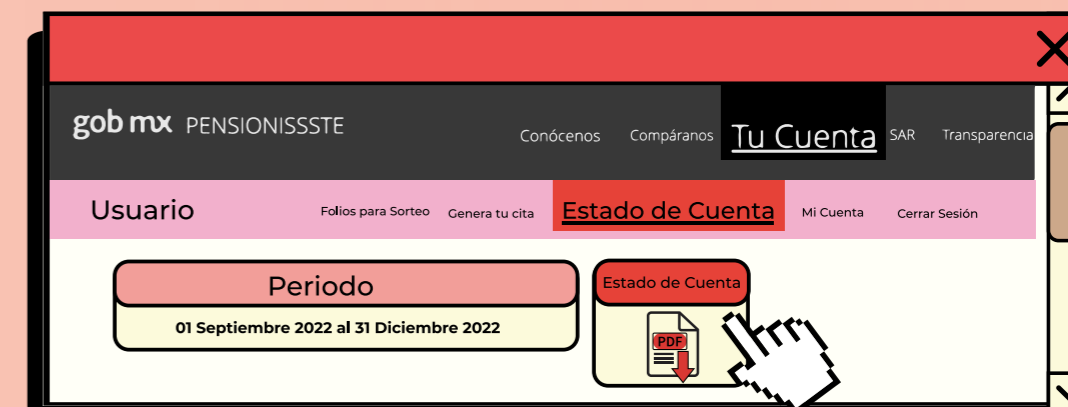 gob mx PENSIONISSSTE
Conócenos Compáranos Tu Cuenta SAR Transparencia
Usuario Folios para Sorteo Genera tu cita Estado de Cuenta Mi Cuenta Cerrar Sesión
Periodo
01 Septiembre 2022 al 31 Diciembre 2022
Estado de Cuenta
PDF